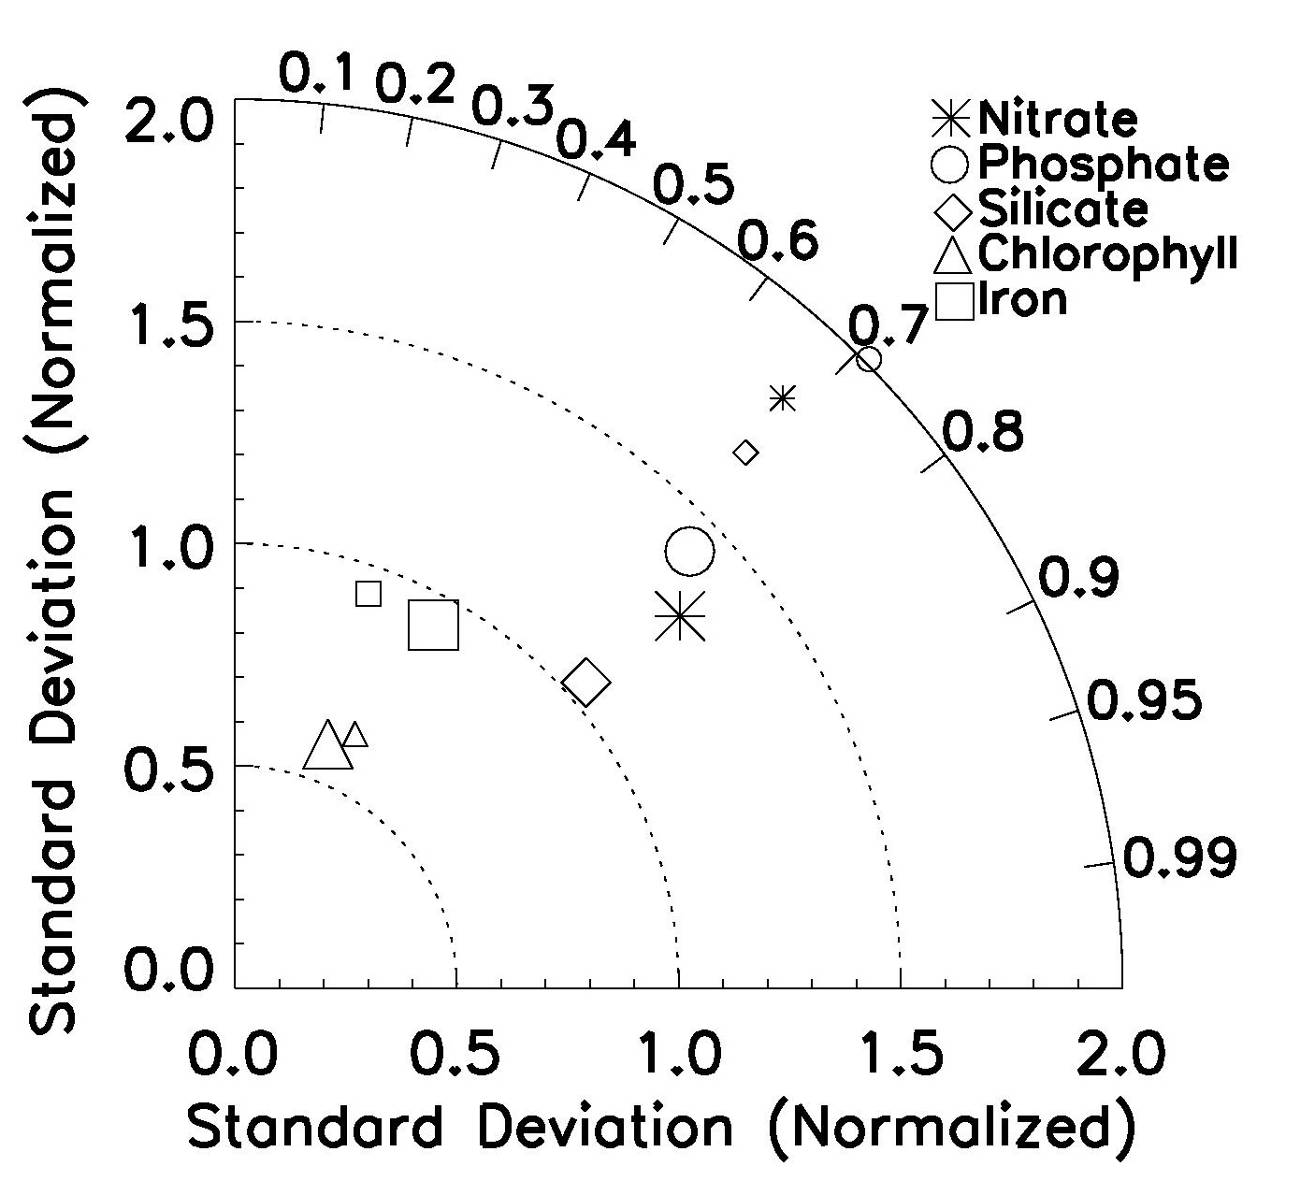 0.1
0.2
0.3
0.4
0.5
0.6
0.7
0.8
0.9
0.95
0.99
Nitrate
Phosphate
Silicate
Chlorophyll
Iron
Standard Deviation (Normalized)
2.0
1.5
1.0
0.5
0.0
0.0 0.5 1.0 1.5 2.0
Standard Deviation (Normalized)